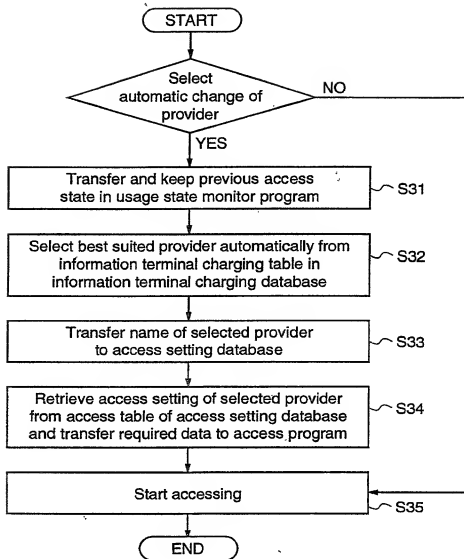 START
Select
automatic change of
provider
NO
YES
Transfer and keep previous access
state in usage state monitor program
S31
Select best suited provider automatically from
information terminal charging table in
information terminal charging database
S32
Transfer name of selected provider
to access setting database
S33
Retrieve access setting of selected provider
from access table of access setting database
and transfer required data to access program
S34
Start accessing
S35
END